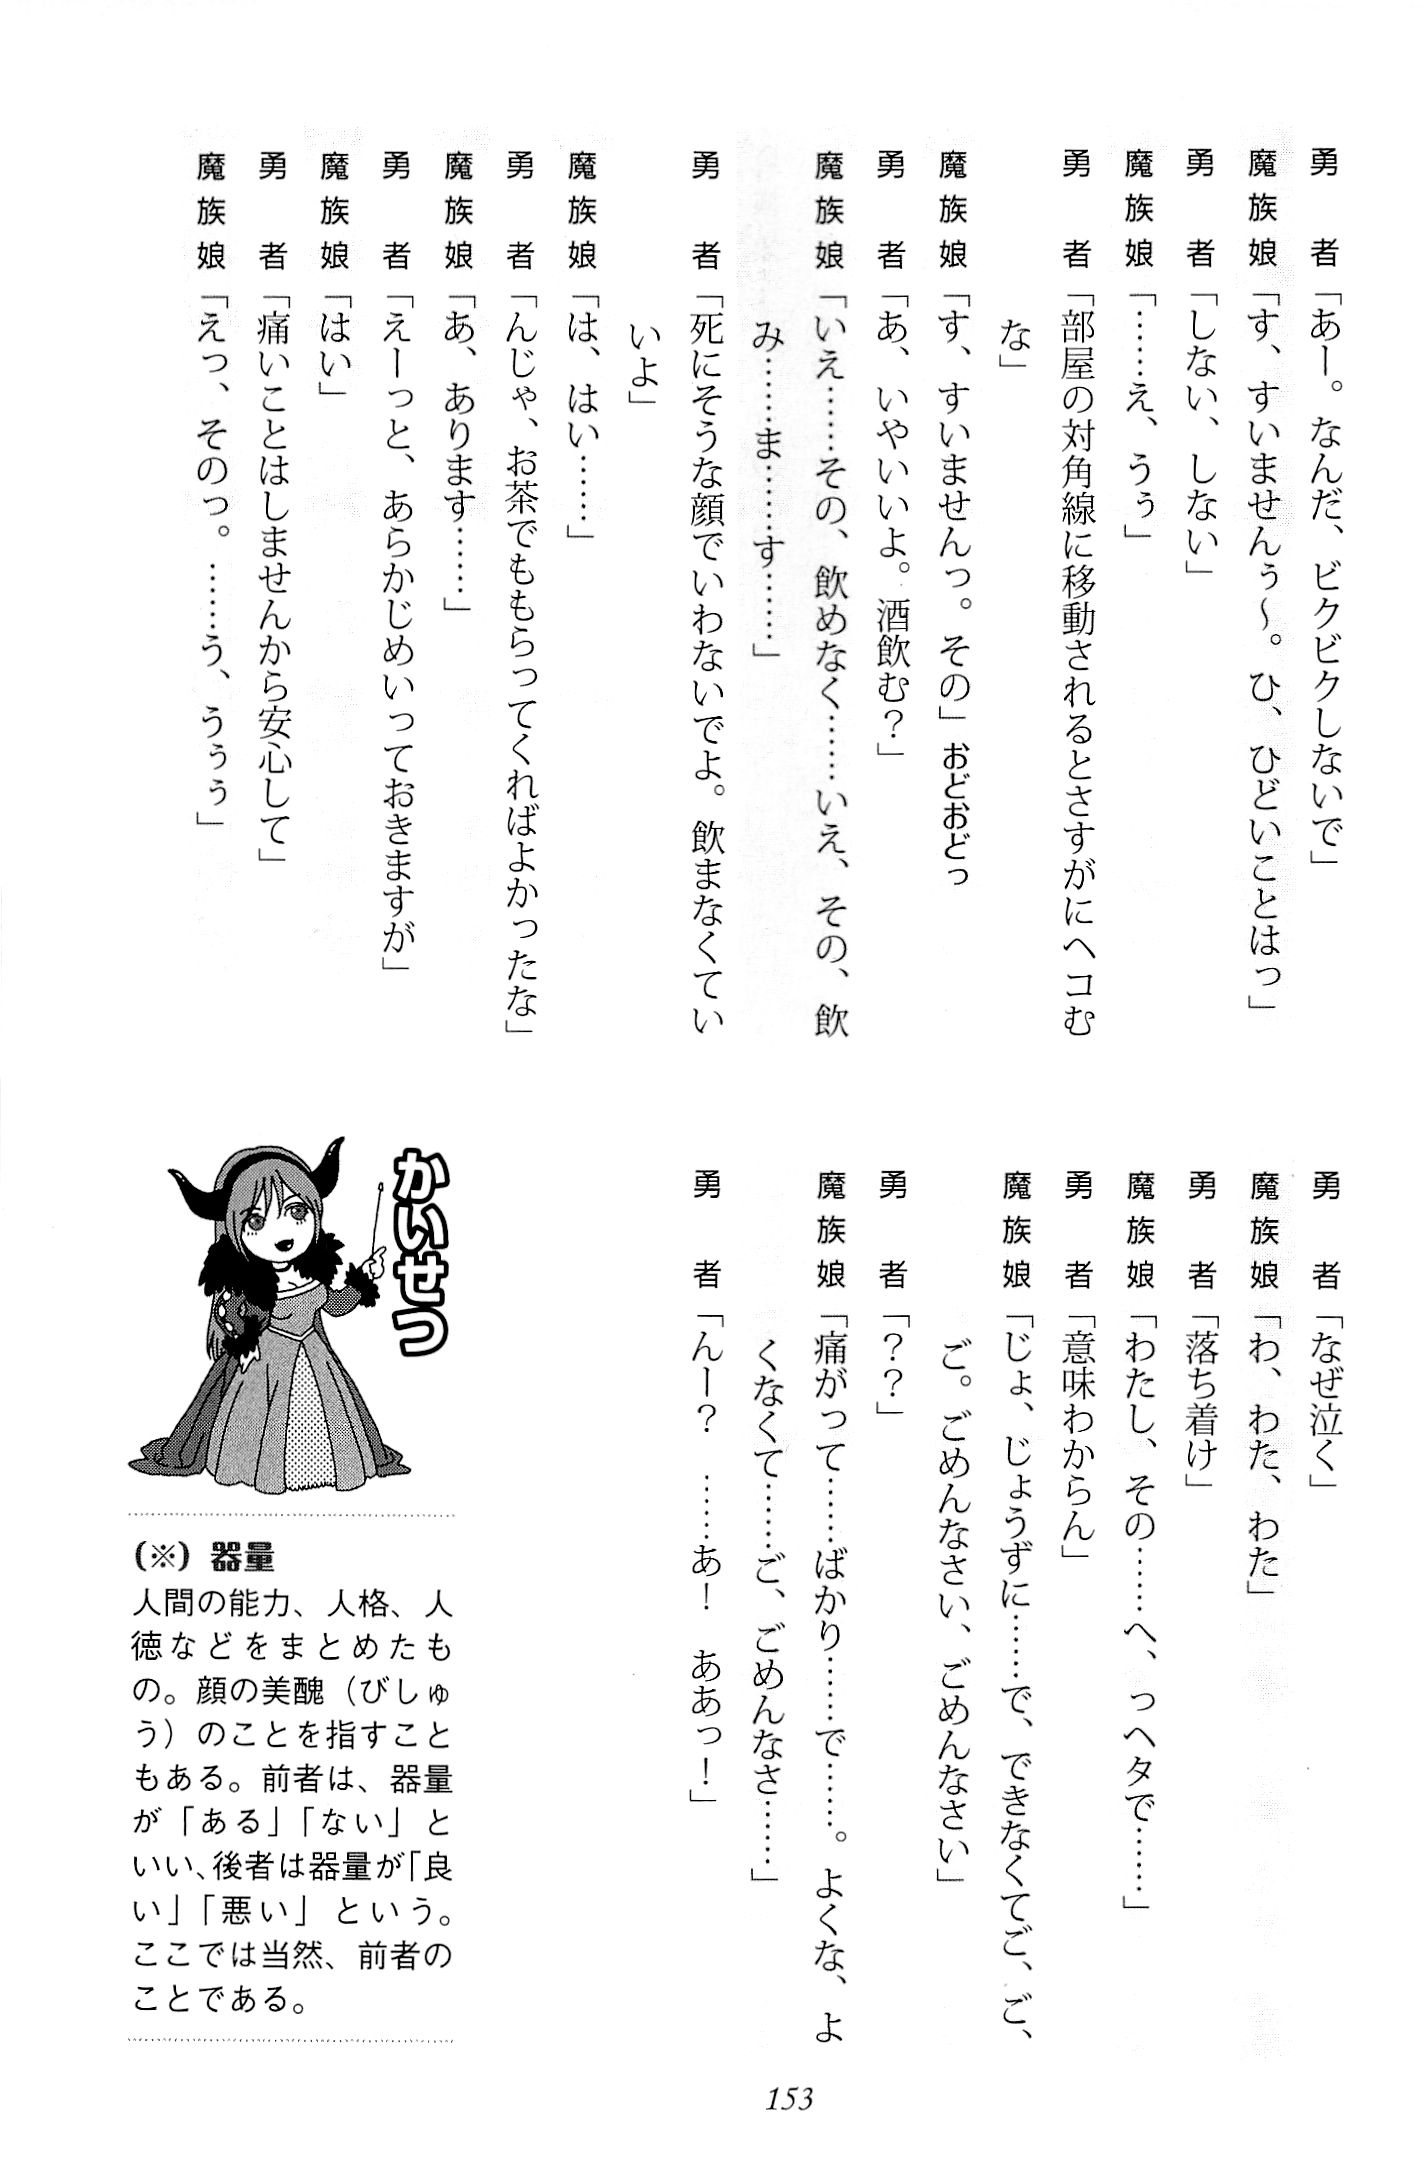 勇者「あー。なんだ、ビクビクしないで」
魔族娘「す、すいませんぅ～。ひ、ひどいことはっ」
勇者「しない、しない」
魔族娘「……え、うぅ」
勇者「部屋の対角線に移動されるとさすがにヘコむ
な」
魔族娘「す、すいませんっ。その」おどおどっ
勇者「あ、いやいいよ。酒飲む？」
魔族娘「いえ……その、飲めなく……いえ、その、飲
み………ま………す………」
勇者「死にそうな顔でいわないでよ。飲まなくてい
いよ」
魔族娘「は、はい……」
勇者「んじゃ、お茶でももらってくればよかったな」
魔族娘「あ、あります……」
勇者「えーっと、あらかじめいっておきますが」
魔族娘「はい」
勇者「痛いことはしませんから安心して」
魔族娘「えっ、そのっ。……う、うぅぅ」
勇者「なぜ泣く」
魔族娘「わ、わた、わた」
勇者「落ち着け」
魔族娘「わたし、その……へ、っヘタで……」
勇者「意味わからん」
魔族娘「じょ、じょうずに……で、できなくてご、ご、
ご。ごめんなさい、ごめんなさい」
勇者「？？」
魔族娘「痛がって……ばかり……で……。よくな、よ
くなくて……ご、ごめんなさ……」
勇者「んー？　……あ！　ああっ！」
かいせつ
（※）器量
人間の能力、人格、人
徳などをまとめたも
の。顔の美醜（びしゅ
う）のことを指すこと
もある。前者は、器量
が「ある」「ない」と
いい、後者は器量が「良
い」「悪い」という。
ここでは当然、前者の
ことである。
153